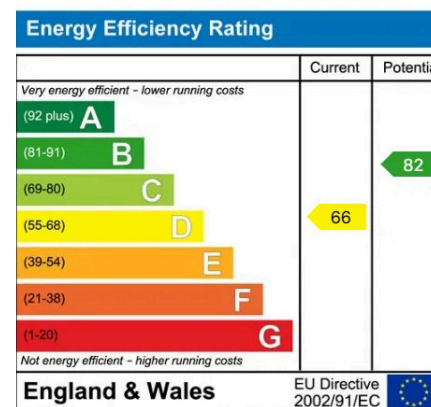 Energy Efficiency Rating
Current Potentia
Very energy efficient - lower running costs
(92 plus) A
(81-91) B
82
(69-80) C
(55-68) D
66
(39-54) E
(21-38) F
(1-20) G
Not energy efficient - higher running costs
England & Wales
EU Directive
2002/91/EC